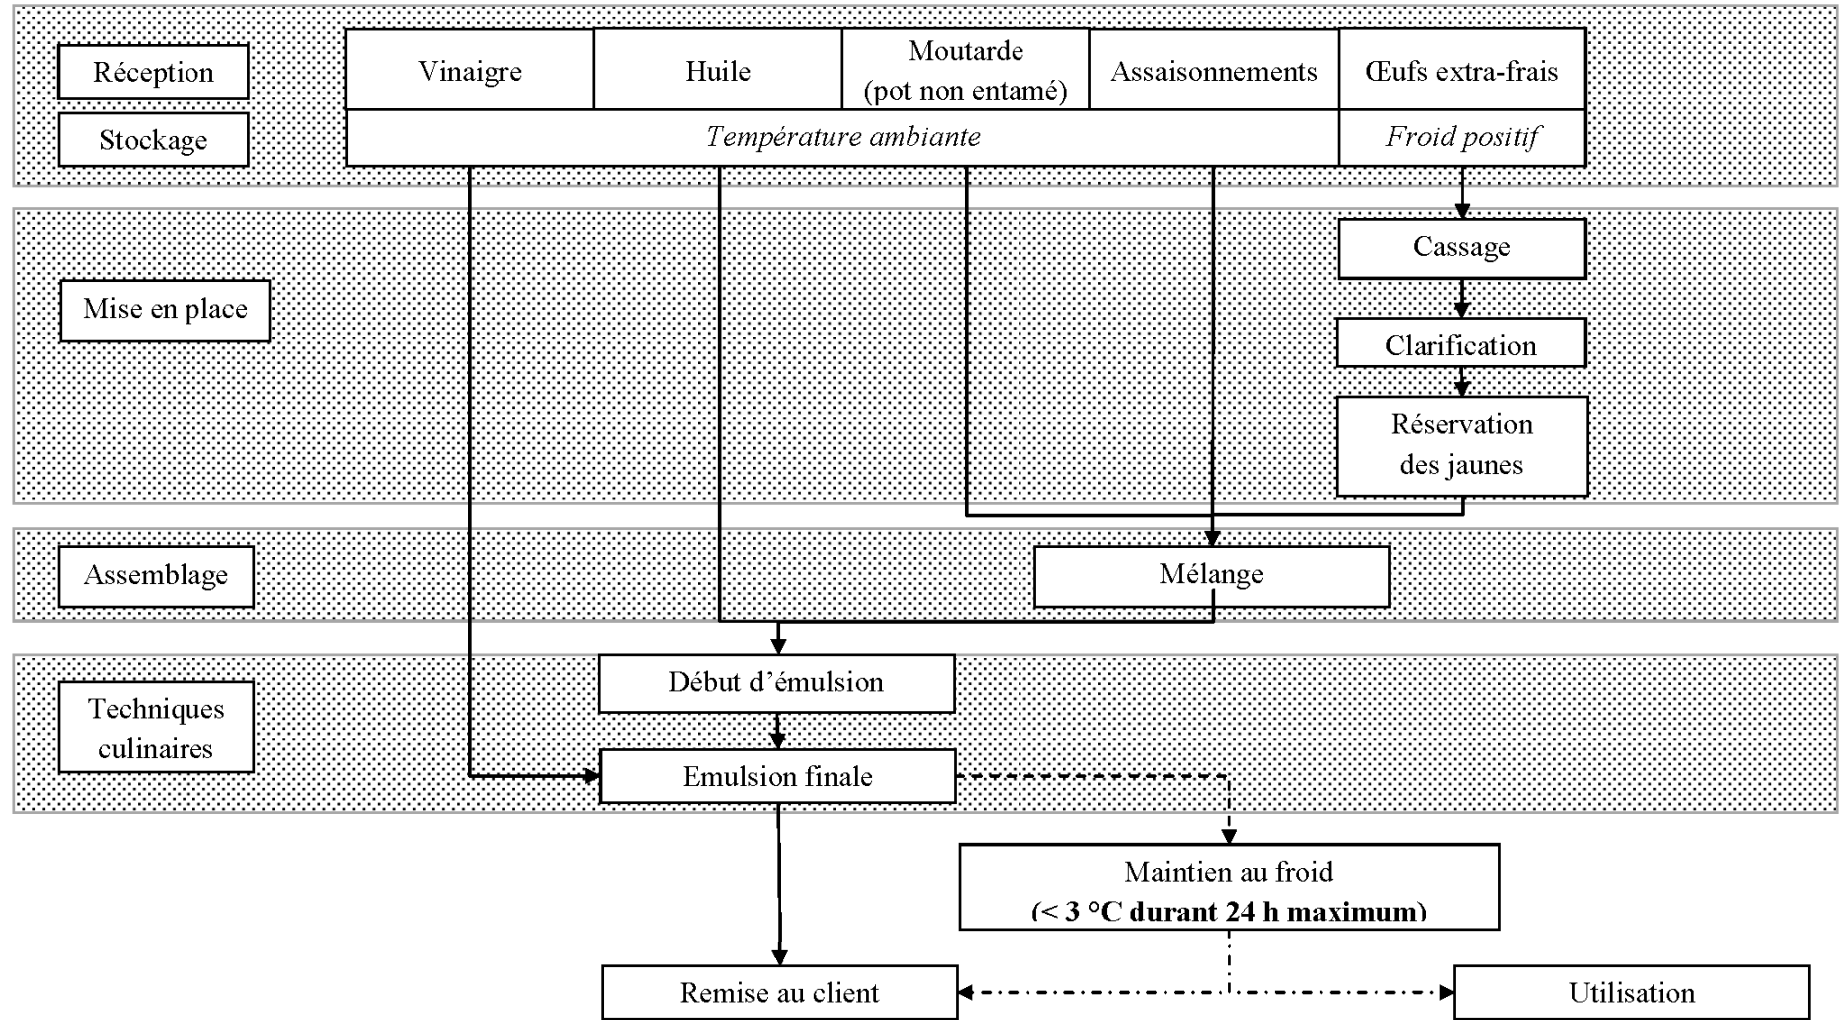 Réception
Vinaigre
Huile
Moutarde
(pot non entamé)
Assaisonnements
Œufs extra-frais
Stockage
Température ambiante
Froid positif
Mise en place
Cassage
Clarification
Réservation
des jaunes
Assemblage
Mélange
Techniques
culinaires
Début d’émulsion
Emulsion finale
Maintien au froid
(< 3 °C durant 24 h maximum)
Remise au client
Utilisation